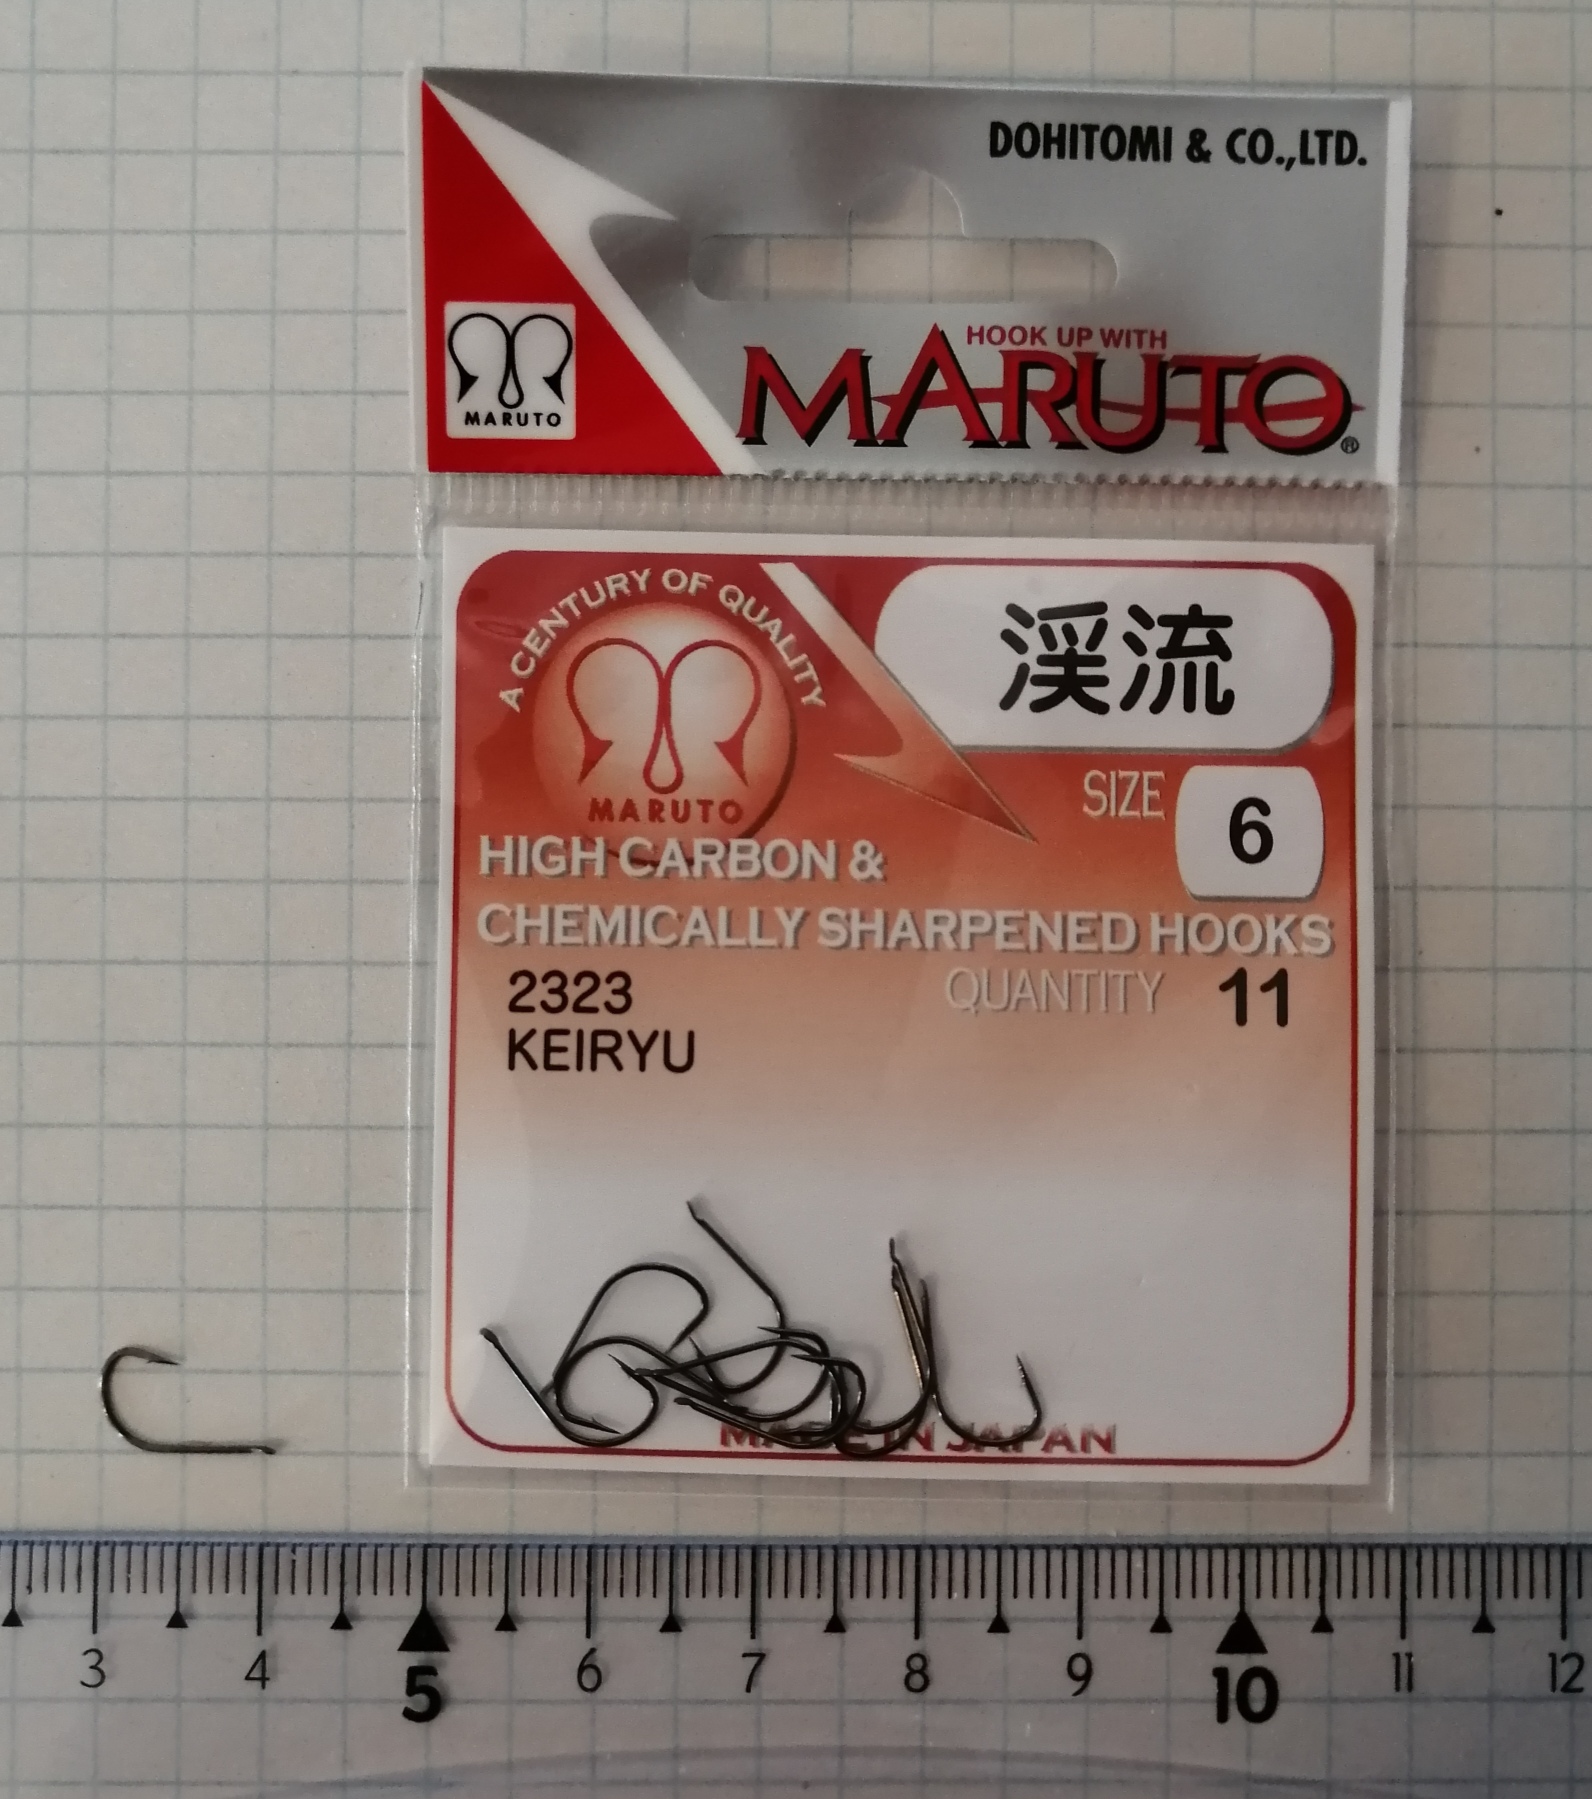 DOHITOMI & CO.,LTD.
HOOK UP WITH
MARUTO®
MARUTO
A CENTURY OF QUALITY
MARUTO
渓流
SIZE 6
HIGH CARBON &
CHEMICALLY SHARPENED HOOKS
2323 QUANTITY 11
KEIRYU
MADE IN JAPAN
3 4 5 6 7 8 9 10 11 12